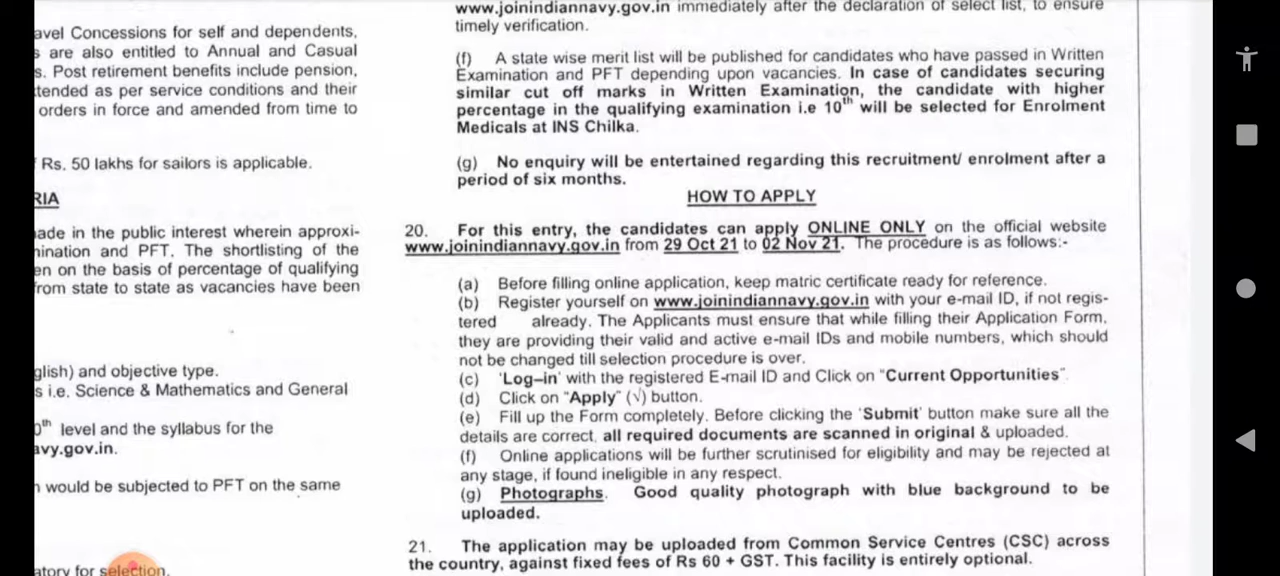 avel Concessions for self and dependents,
s are also entitled to Annual and Casual
s. Post retirement benefits include pension,
tended as per service conditions and their
orders in force and amended from time to
Rs. 50 lakhs for sailors is applicable.
RIA
ade in the public interest wherein approxi-
nination and PFT. The shortlisting of the
en on the basis of percentage of qualifying
from state to state as vacancies have been
glish) and objective type.
s i.e. Science & Mathematics and General
0th level and the syllabus for the
avy.gov.in.
n would be subjected to PFT on the same
atory for selection.
www.joinindiannavy.gov.in immediately after the declaration of select list, to ensure
timely verification.
(f) A state wise merit list will be published for candidates who have passed in Written
Examination and PFT depending upon vacancies. In case of candidates securing
similar cut off marks in Written Examination, the candidate with higher
percentage in the qualifying examination i.e 10th will be selected for Enrolment
Medicals at INS Chilka.
(g) No enquiry will be entertained regarding this recruitment/ enrolment after a
period of six months.
HOW TO APPLY
20. For this entry, the candidates can apply ONLINE ONLY on the official website
www.joinindiannavy.gov.in from 29 Oct 21 to 02 Nov 21. The procedure is as follows:-
(a) Before filling online application, keep matric certificate ready for reference.
(b) Register yourself on www.joinindiannavy.gov.in with your e-mail ID, if not regis-
tered already. The Applicants must ensure that while filling their Application Form,
they are providing their valid and active e-mail IDs and mobile numbers, which should
not be changed till selection procedure is over.
(c) 'Log–in' with the registered E-mail ID and Click on "Current Opportunities".
(d) Click on "Apply" (√) button.
(e) Fill up the Form completely. Before clicking the 'Submit' button make sure all the
details are correct, all required documents are scanned in original & uploaded.
(f) Online applications will be further scrutinised for eligibility and may be rejected at
any stage, if found ineligible in any respect.
(g) Photographs. Good quality photograph with blue background to be
uploaded.
21. The application may be uploaded from Common Service Centres (CSC) across
the country, against fixed fees of Rs 60 + GST. This facility is entirely optional.